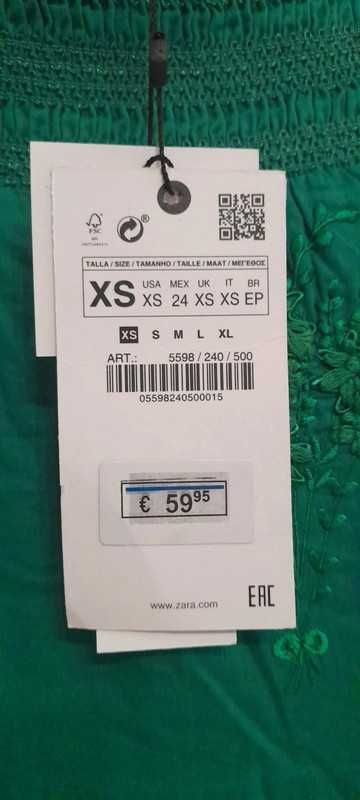 FSC
TALLA / SIZE / TAMANHO / TAILLE / MAAT / ΜΕΓΕΘΟΣ
XS USA MEX UK IT BR
XS 24 XS XS EP
XS S M L XL
ART.: 5598 / 240 / 500
05598240500015
€ 59 95
www.zara.com
EAC